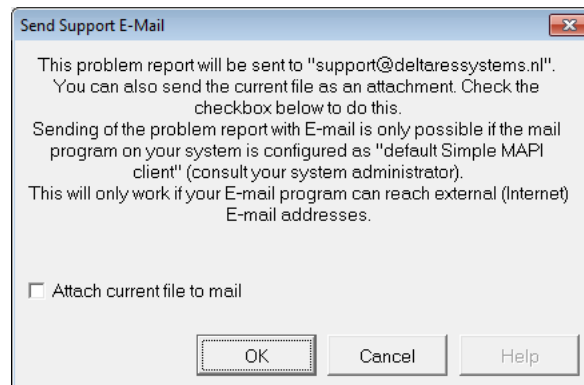 Send Support E-Mail
This problem report will be sent to "support@deltaressystems.nl".
You can also send the current file as an attachment. Check the
checkbox below to do this.
Sending of the problem report with E-mail is only possible if the mail
program on your system is configured as "default Simple MAPI
client" (consult your system administrator).
This will only work if your E-mail program can reach external (Internet)
E-mail addresses.
Attach current file to mail
OK
Cancel
Help